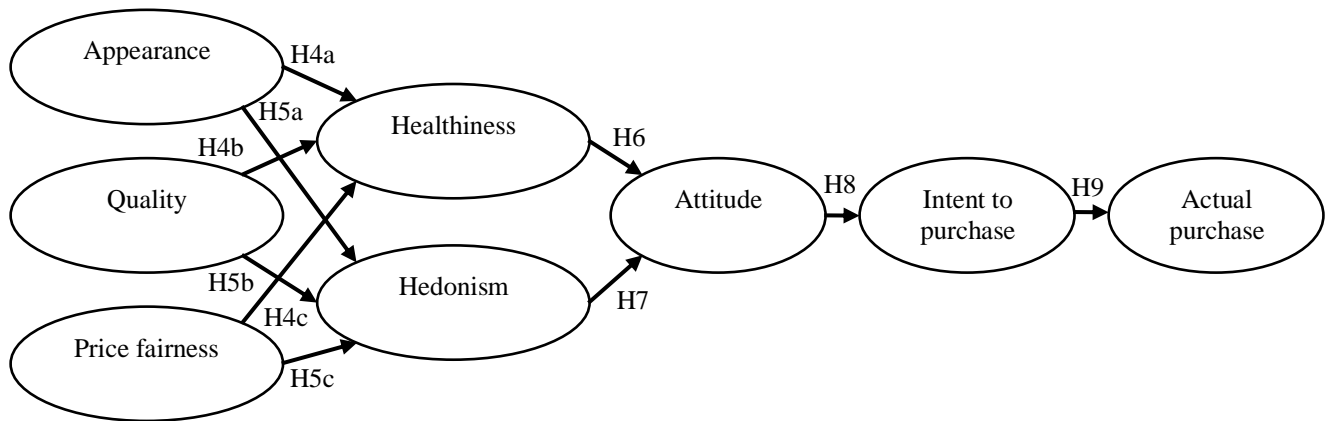 Appearance
H4a
H5a
Healthiness
H6
H4b
Quality
Attitude
H8
Intent to
purchase
H9
Actual
purchase
H5b
Hedonism
H7
H4c
Price fairness
H5c